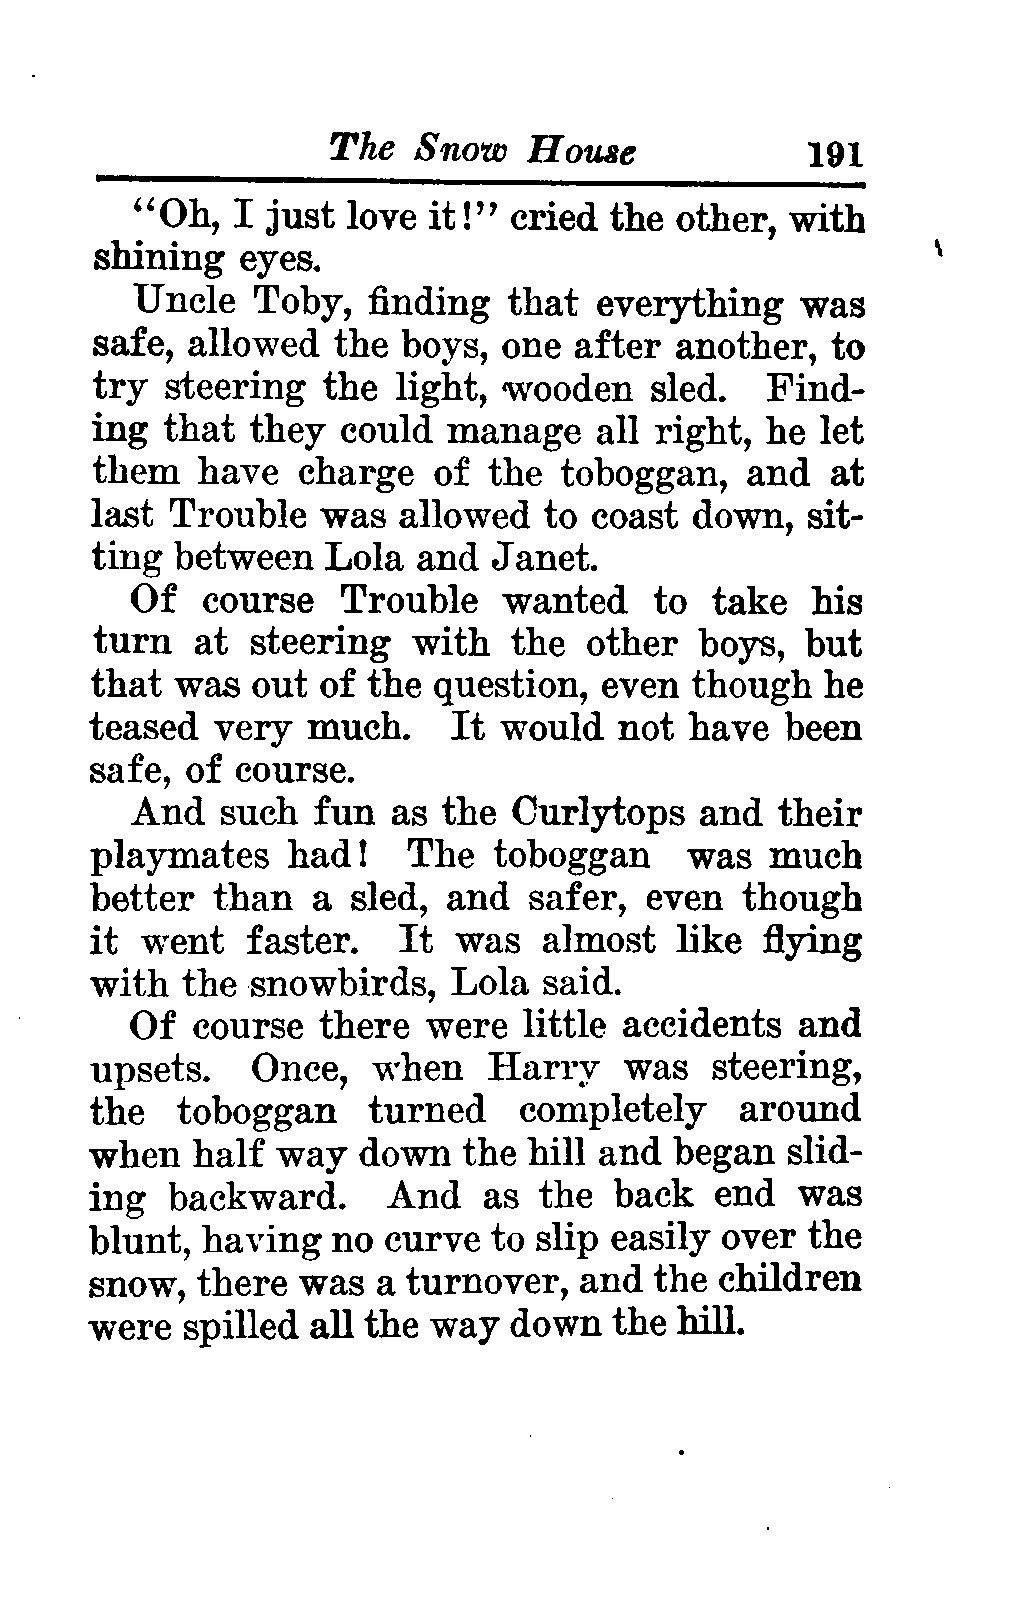 The Snow House 191
“Oh, I just love it!” cried the other, with
shining eyes.
Uncle Toby, finding that everything was
safe, allowed the boys, one after another, to
try steering the light, wooden sled. Find-
ing that they could manage all right, he let
them have charge of the toboggan, and at
last Trouble was allowed to coast down, sit-
ting between Lola and Janet.
Of course Trouble wanted to take his
turn at steering with the other boys, but
that was out of the question, even though he
teased very much. It would not have been
safe, of course.
And such fun as the Curlytops and their
playmates had! The toboggan was much
better than a sled, and safer, even though
it went faster. It was almost like flying
with the snowbirds, Lola said.
Of course there were little accidents and
upsets. Once, when Harry was steering,
the toboggan turned completely around
when half way down the hill and began slid-
ing backward. And as the back end was
blunt, having no curve to slip easily over the
snow, there was a turnover, and the children
were spilled all the way down the hill.